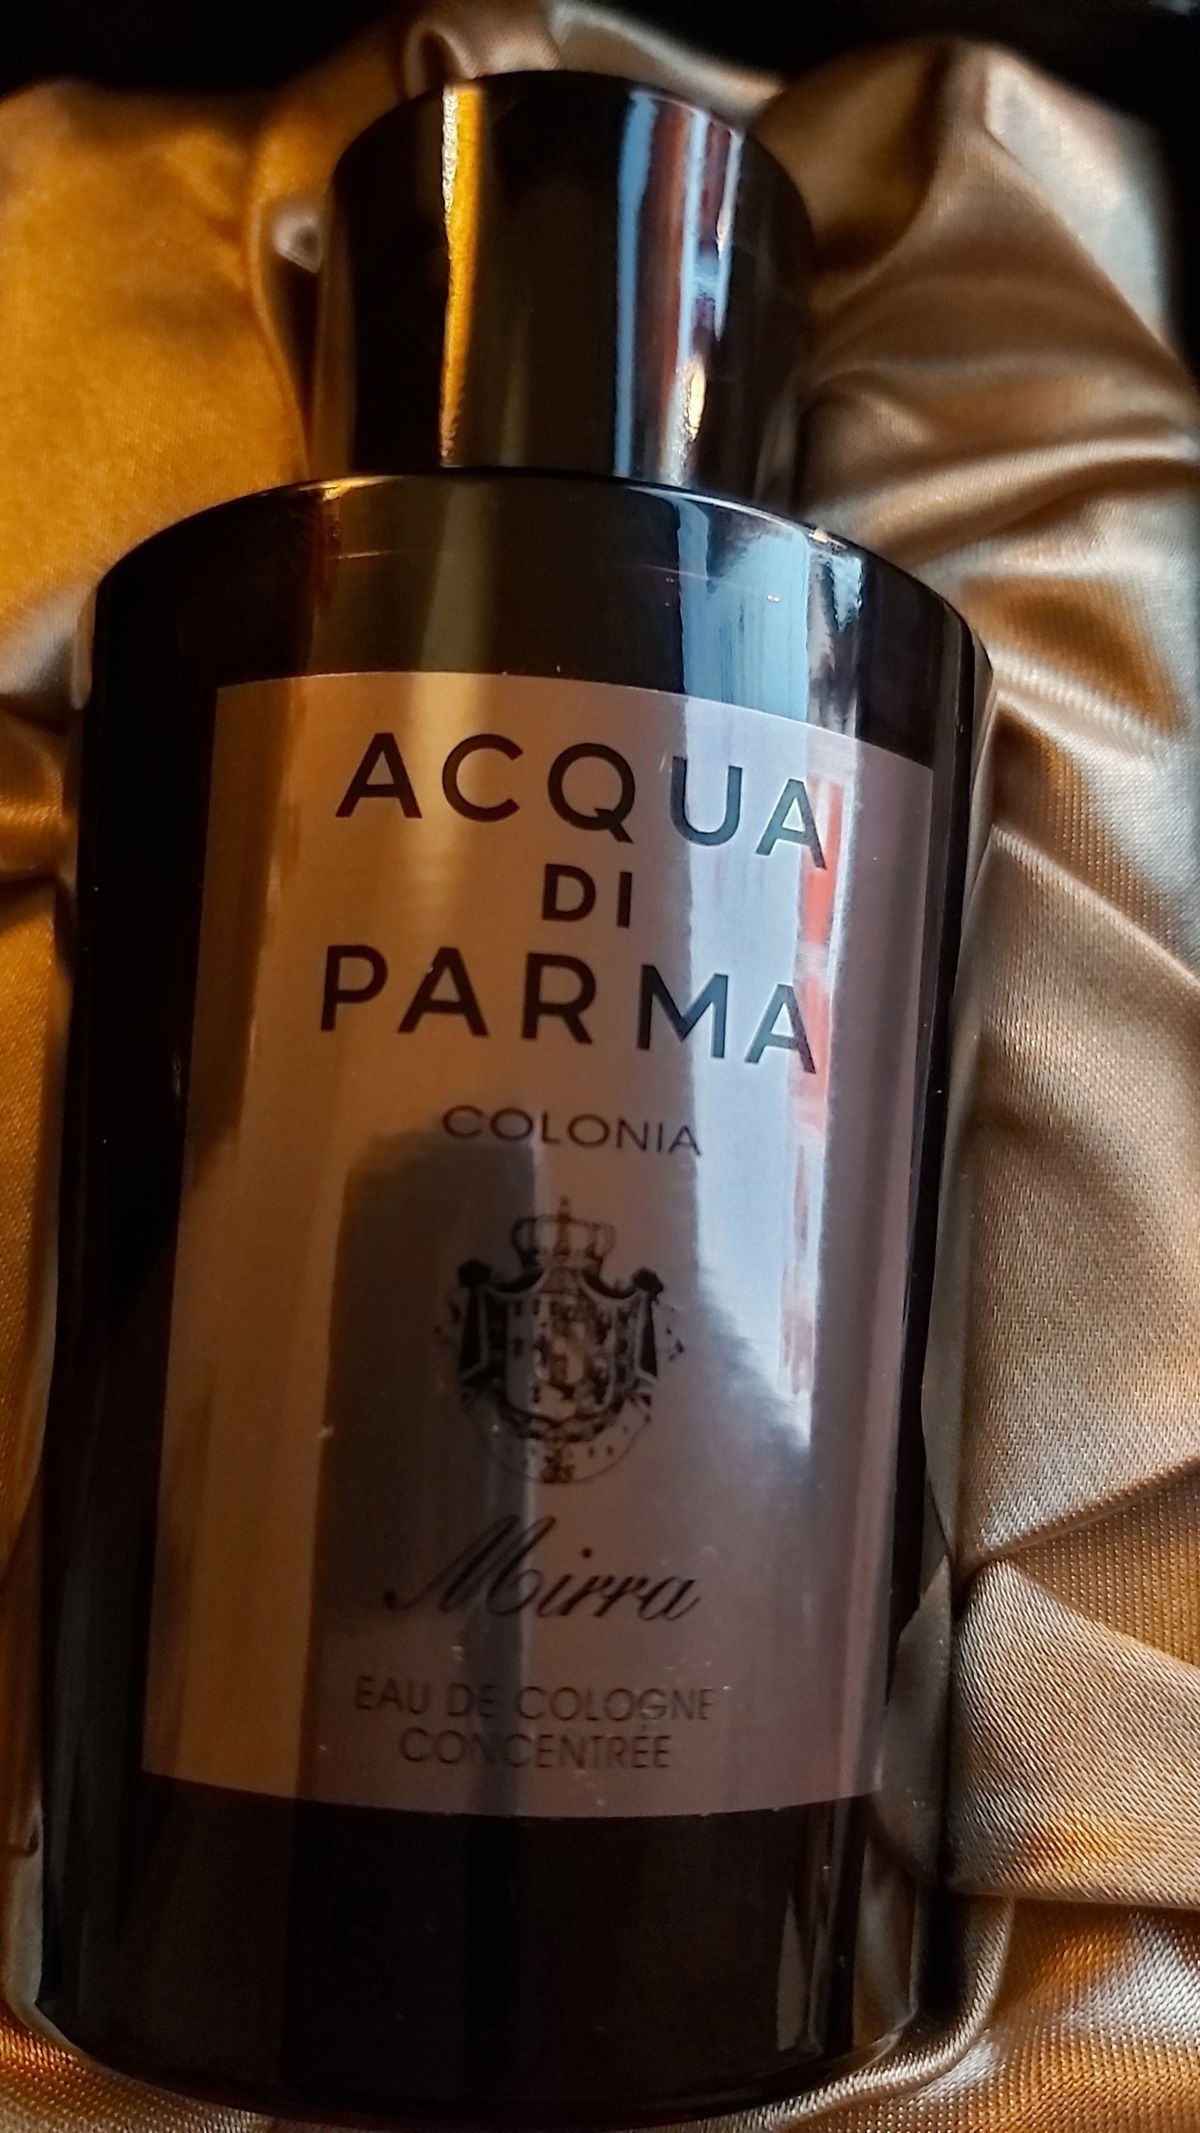 ACQUA
DI
PARMA
COLONIA
Mirra
EAU DE COLOGNE
CONCENTRÉE